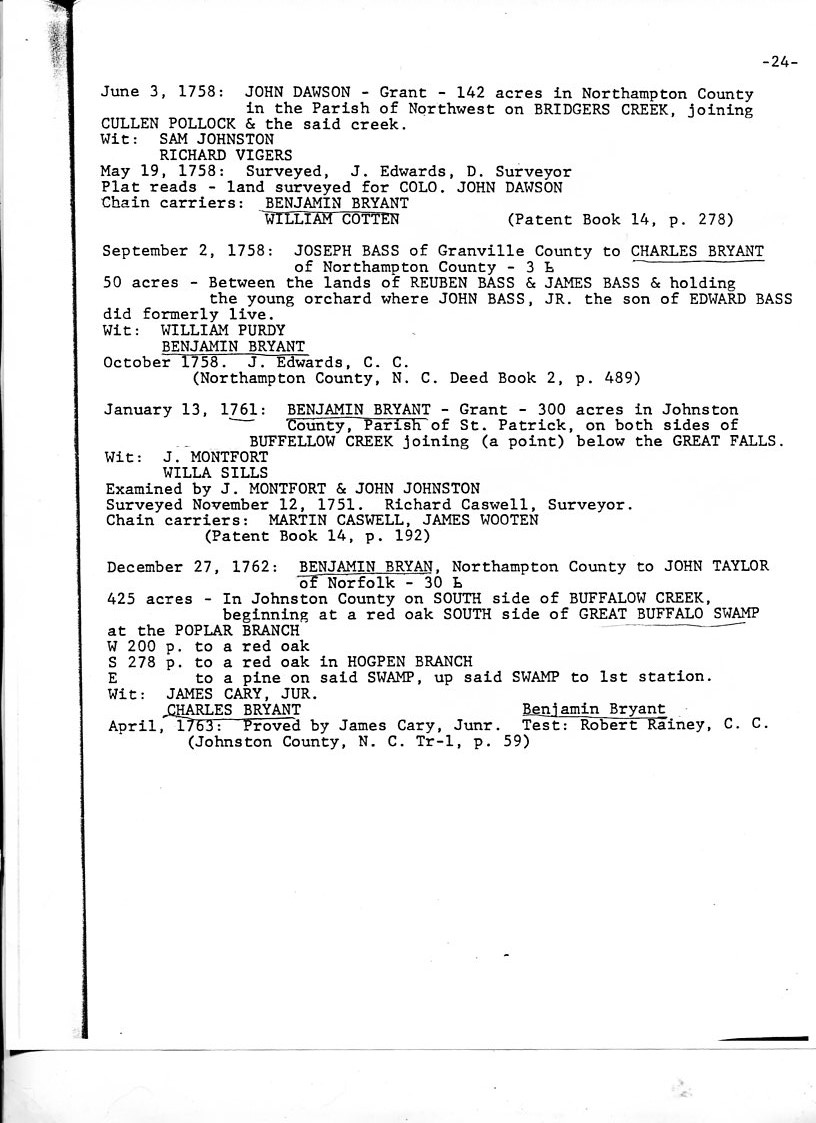 -24-
June 3, 1758: JOHN DAWSON - Grant - 142 acres in Northampton County
in the Parish of Northwest on BRIDGERS CREEK, joining
CULLEN POLLOCK & the said creek.
Wit: SAM JOHNSTON
RICHARD VIGERS
May 19, 1758: Surveyed, J. Edwards, D. Surveyor
Plat reads - land surveyed for COLO. JOHN DAWSON
Chain carriers: BENJAMIN BRYANT
WILLIAM COTTEN (Patent Book 14, p. 278)
September 2, 1758: JOSEPH BASS of Granville County to CHARLES BRYANT
of Northampton County - 3 ₺
50 acres - Between the lands of REUBEN BASS & JAMES BASS & holding
the young orchard where JOHN BASS, JR. the son of EDWARD BASS
did formerly live.
Wit: WILLIAM PURDY
BENJAMIN BRYANT
October 1758. J. Edwards, C. C.
(Northampton County, N. C. Deed Book 2, p. 489)
January 13, 1761: BENJAMIN BRYANT - Grant - 300 acres in Johnston
County, Parish of St. Patrick, on both sides of
BUFFELLOW CREEK joining (a point) below the GREAT FALLS.
Wit: J. MONTFORT
WILLA SILLS
Examined by J. MONTFORT & JOHN JOHNSTON
Surveyed November 12, 1751. Richard Caswell, Surveyor.
Chain carriers: MARTIN CASWELL, JAMES WOOTEN
(Patent Book 14, p. 192)
December 27, 1762: BENJAMIN BRYAN, Northampton County to JOHN TAYLOR
of Norfolk - 30 ₺
425 acres - In Johnston County on SOUTH side of BUFFALOW CREEK,
beginning at a red oak SOUTH side of GREAT BUFFALO SWAMP
at the POPLAR BRANCH
W 200 p. to a red oak
S 278 p. to a red oak in HOGPEN BRANCH
E to a pine on said SWAMP, up said SWAMP to 1st station.
Wit: JAMES CARY, JUR.
CHARLES BRYANT Benjamin Bryant
April, 1763: Proved by James Cary, Junr. Test: Robert Rainey, C. C.
(Johnston County, N. C. Tr-1, p. 59)